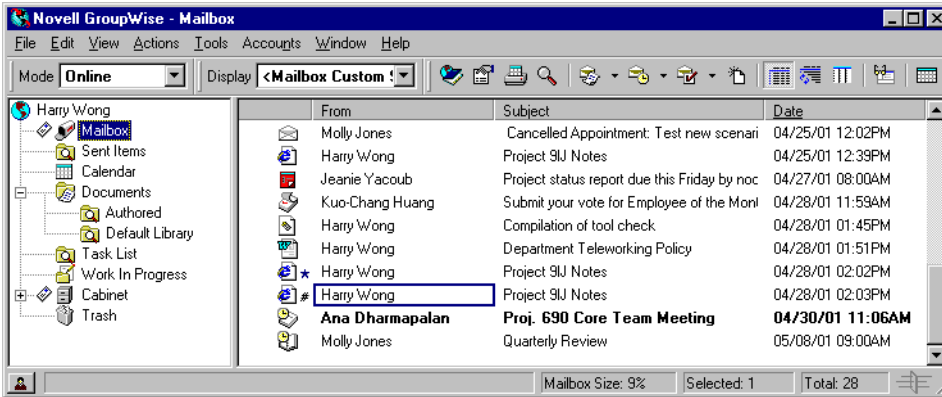 Novell GroupWise - Mailbox
File Edit View Actions Tools Accounts Window Help
Mode Online Display <Mailbox Custom
Harry Wong
Mailbox
Sent Items
Calendar
Documents
Authored
Default Library
Task List
Work In Progress
Cabinet
Trash
From Subject Date
Molly Jones Cancelled Appointment: Test new scenari 04/25/01 12:02PM
Harry Wong Project 9IJ Notes 04/25/01 12:39PM
Jeanie Yacoub Project status report due this Friday by noc 04/27/01 08:00AM
Kuo-Chang Huang Submit your vote for Employee of the Mont 04/28/01 11:59AM
Harry Wong Compilation of tool check 04/28/01 01:45PM
Harry Wong Department Teleworking Policy 04/28/01 01:51PM
* Harry Wong Project 9IJ Notes 04/28/01 02:02PM
# Harry Wong Project 9IJ Notes 04/28/01 02:03PM
Ana Dharmapalan Proj. 690 Core Team Meeting 04/30/01 11:06AM
Molly Jones Quarterly Review 05/08/01 09:00AM
Mailbox Size: 9% Selected: 1 Total: 28